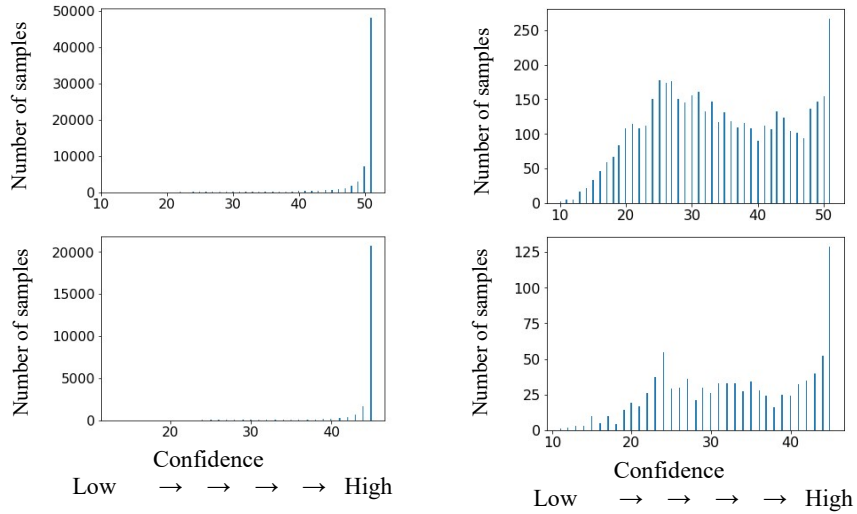 Number of samples
50000
40000
30000
20000
10000
0
10 20 30 40 50
Number of samples
250
200
150
100
50
0
10 20 30 40 50
Number of samples
20000
15000
10000
5000
0
20 30 40
Confidence
Low → → → → High
Number of samples
125
100
75
50
25
0
10 20 30 40
Confidence
Low → → → → High